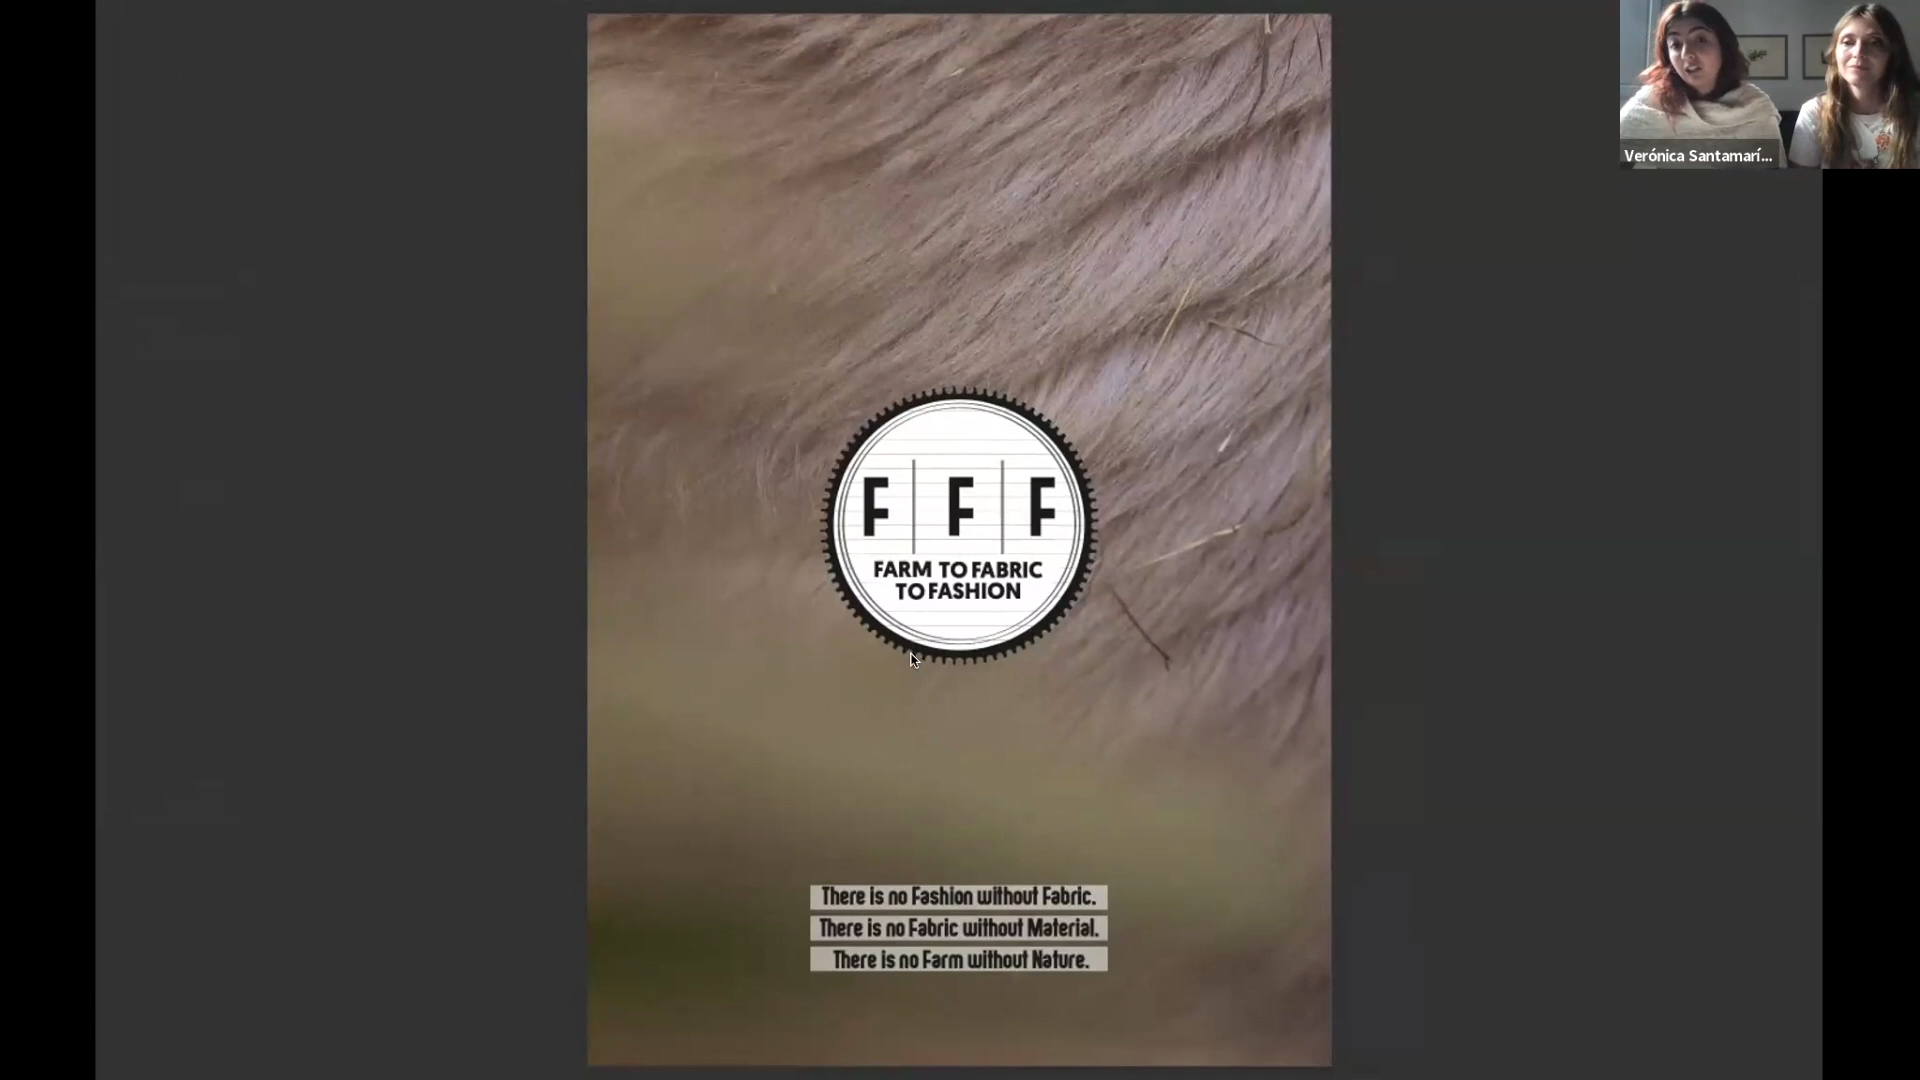 Verónica Santamarí...
F F F
FARM TO FABRIC
TO FASHION
There is no Fashion without Fabric.
There is no Fabric without Material.
There is no Farm without Nature.